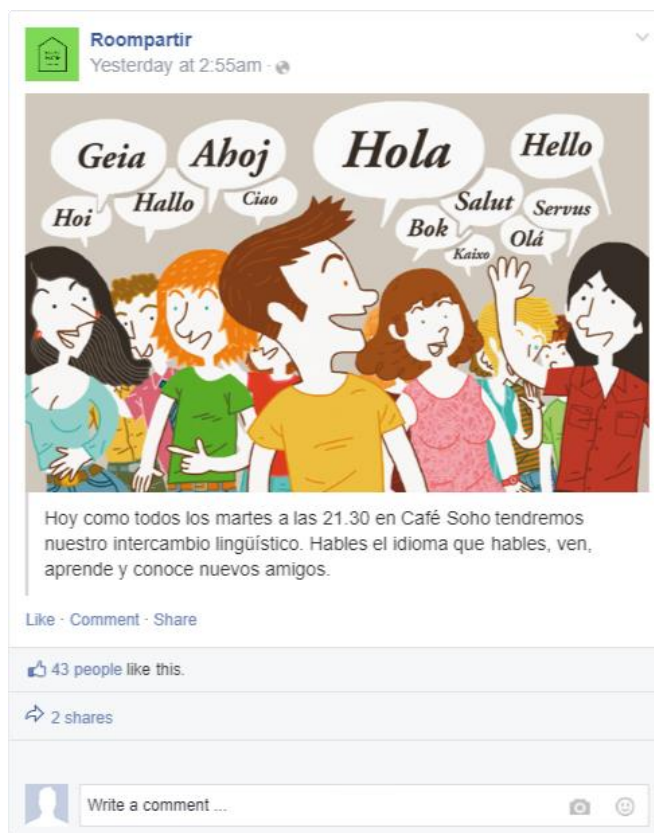 Roompartir
Yesterday at 2:55am ·
Geia
Ahoj
Hola
Hello
Hoi
Hallo
Ciao
Bok
Salut
Servus
Kaixo
Olá
Hoy como todos los martes a las 21.30 en Café Soho tendremos
nuestro intercambio lingüístico. Hables el idioma que hables, ven,
aprende y conoce nuevos amigos.
Like · Comment · Share
43 people like this.
2 shares
Write a comment ...